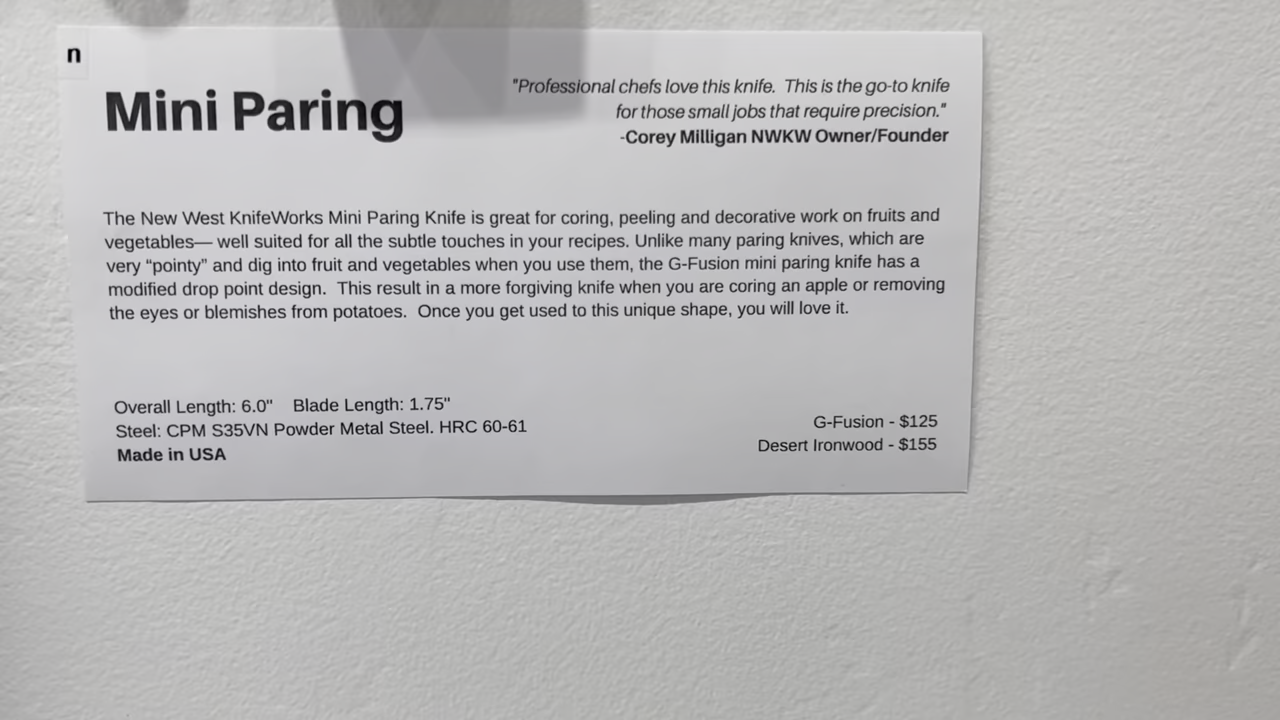 n
Mini Paring
"Professional chefs love this knife.  This is the go-to knife
for those small jobs that require precision."
-Corey Milligan NWKW Owner/Founder
The New West KnifeWorks Mini Paring Knife is great for coring, peeling and decorative work on fruits and
vegetables— well suited for all the subtle touches in your recipes. Unlike many paring knives, which are
very “pointy” and dig into fruit and vegetables when you use them, the G-Fusion mini paring knife has a
modified drop point design.  This result in a more forgiving knife when you are coring an apple or removing
the eyes or blemishes from potatoes.  Once you get used to this unique shape, you will love it.
Overall Length: 6.0"    Blade Length: 1.75"
Steel: CPM S35VN Powder Metal Steel. HRC 60-61
Made in USA
G-Fusion - $125
Desert Ironwood - $155